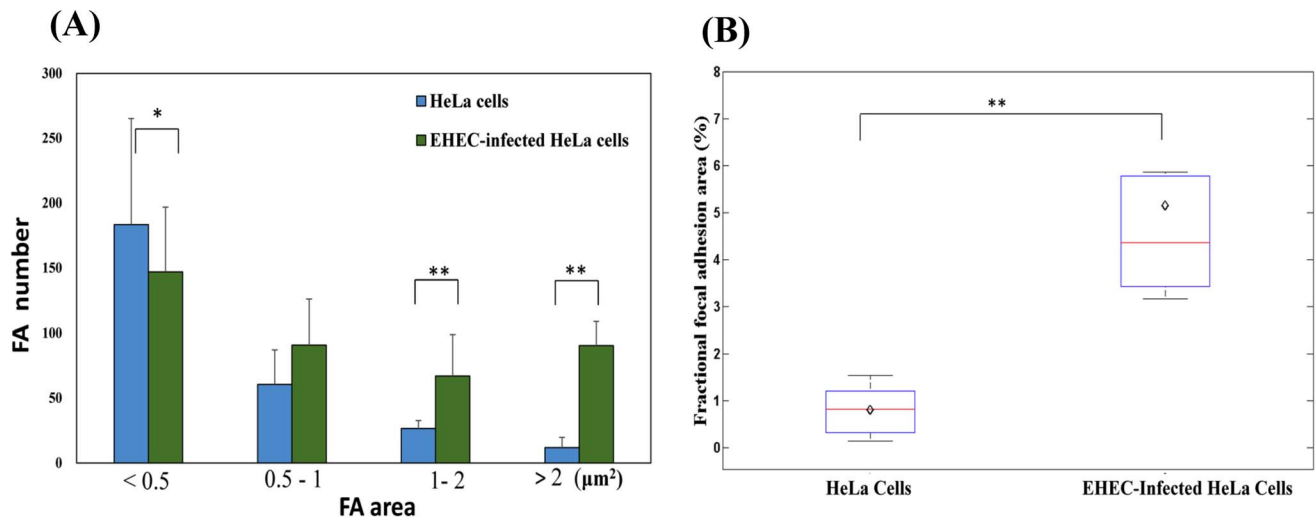 (A)
300
250
200
150
100
50
0
FA number
HeLa cells
EHEC-infected HeLa cells
*
**
**
< 0.5
0.5 - 1
1- 2
> 2 (µm²)
FA area
(B)
8
7
6
5
4
3
2
1
0
Fractional focal adhesion area (%)
**
HeLa Cells
EHEC-Infected HeLa Cells